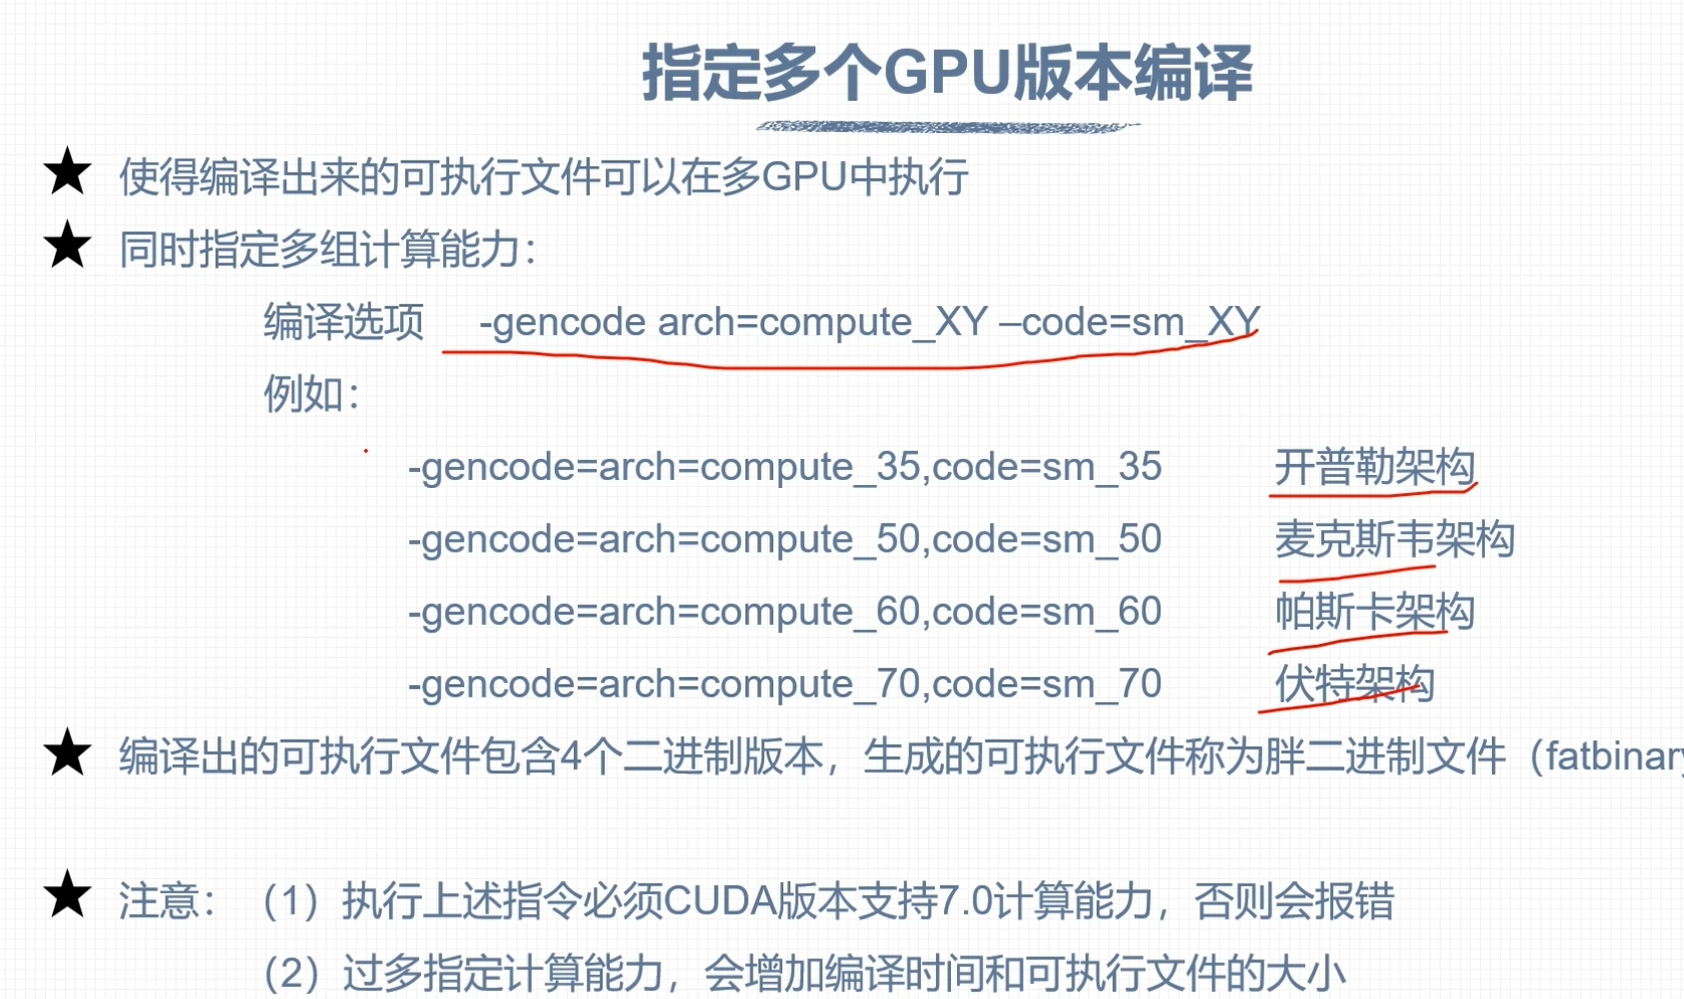 指定多个GPU版本编译
★ 使得编译出来的可执行文件可以在多GPU中执行
★ 同时指定多组计算能力：
编译选项 -gencode arch=compute_XY –code=sm_XY
例如：
-gencode=arch=compute_35,code=sm_35 开普勒架构
-gencode=arch=compute_50,code=sm_50 麦克斯韦架构
-gencode=arch=compute_60,code=sm_60 帕斯卡架构
-gencode=arch=compute_70,code=sm_70 伏特架构
★ 编译出的可执行文件包含4个二进制版本，生成的可执行文件称为胖二进制文件（fatbinary
★ 注意：（1）执行上述指令必须CUDA版本支持7.0计算能力，否则会报错
（2）过多指定计算能力，会增加编译时间和可执行文件的大小